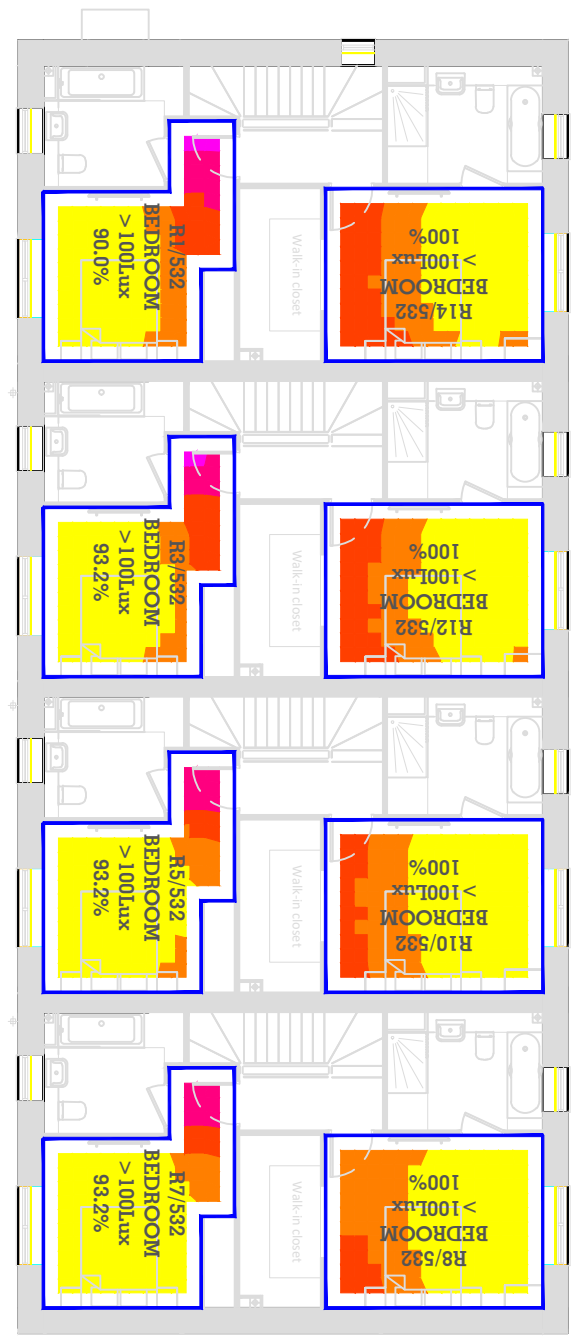 R1/532
BEDROOM
> 100Lux
90.0%
Walk-in closet
R14/532
BEDROOM
>100Lux
100%
R3/532
BEDROOM
> 100Lux
93.2%
Walk-in closet
R12/532
BEDROOM
>100Lux
100%
R5/532
BEDROOM
> 100Lux
93.2%
Walk-in closet
R10/532
BEDROOM
>100Lux
100%
R7/532
BEDROOM
> 100Lux
93.2%
Walk-in closet
R8/532
BEDROOM
>100Lux
100%